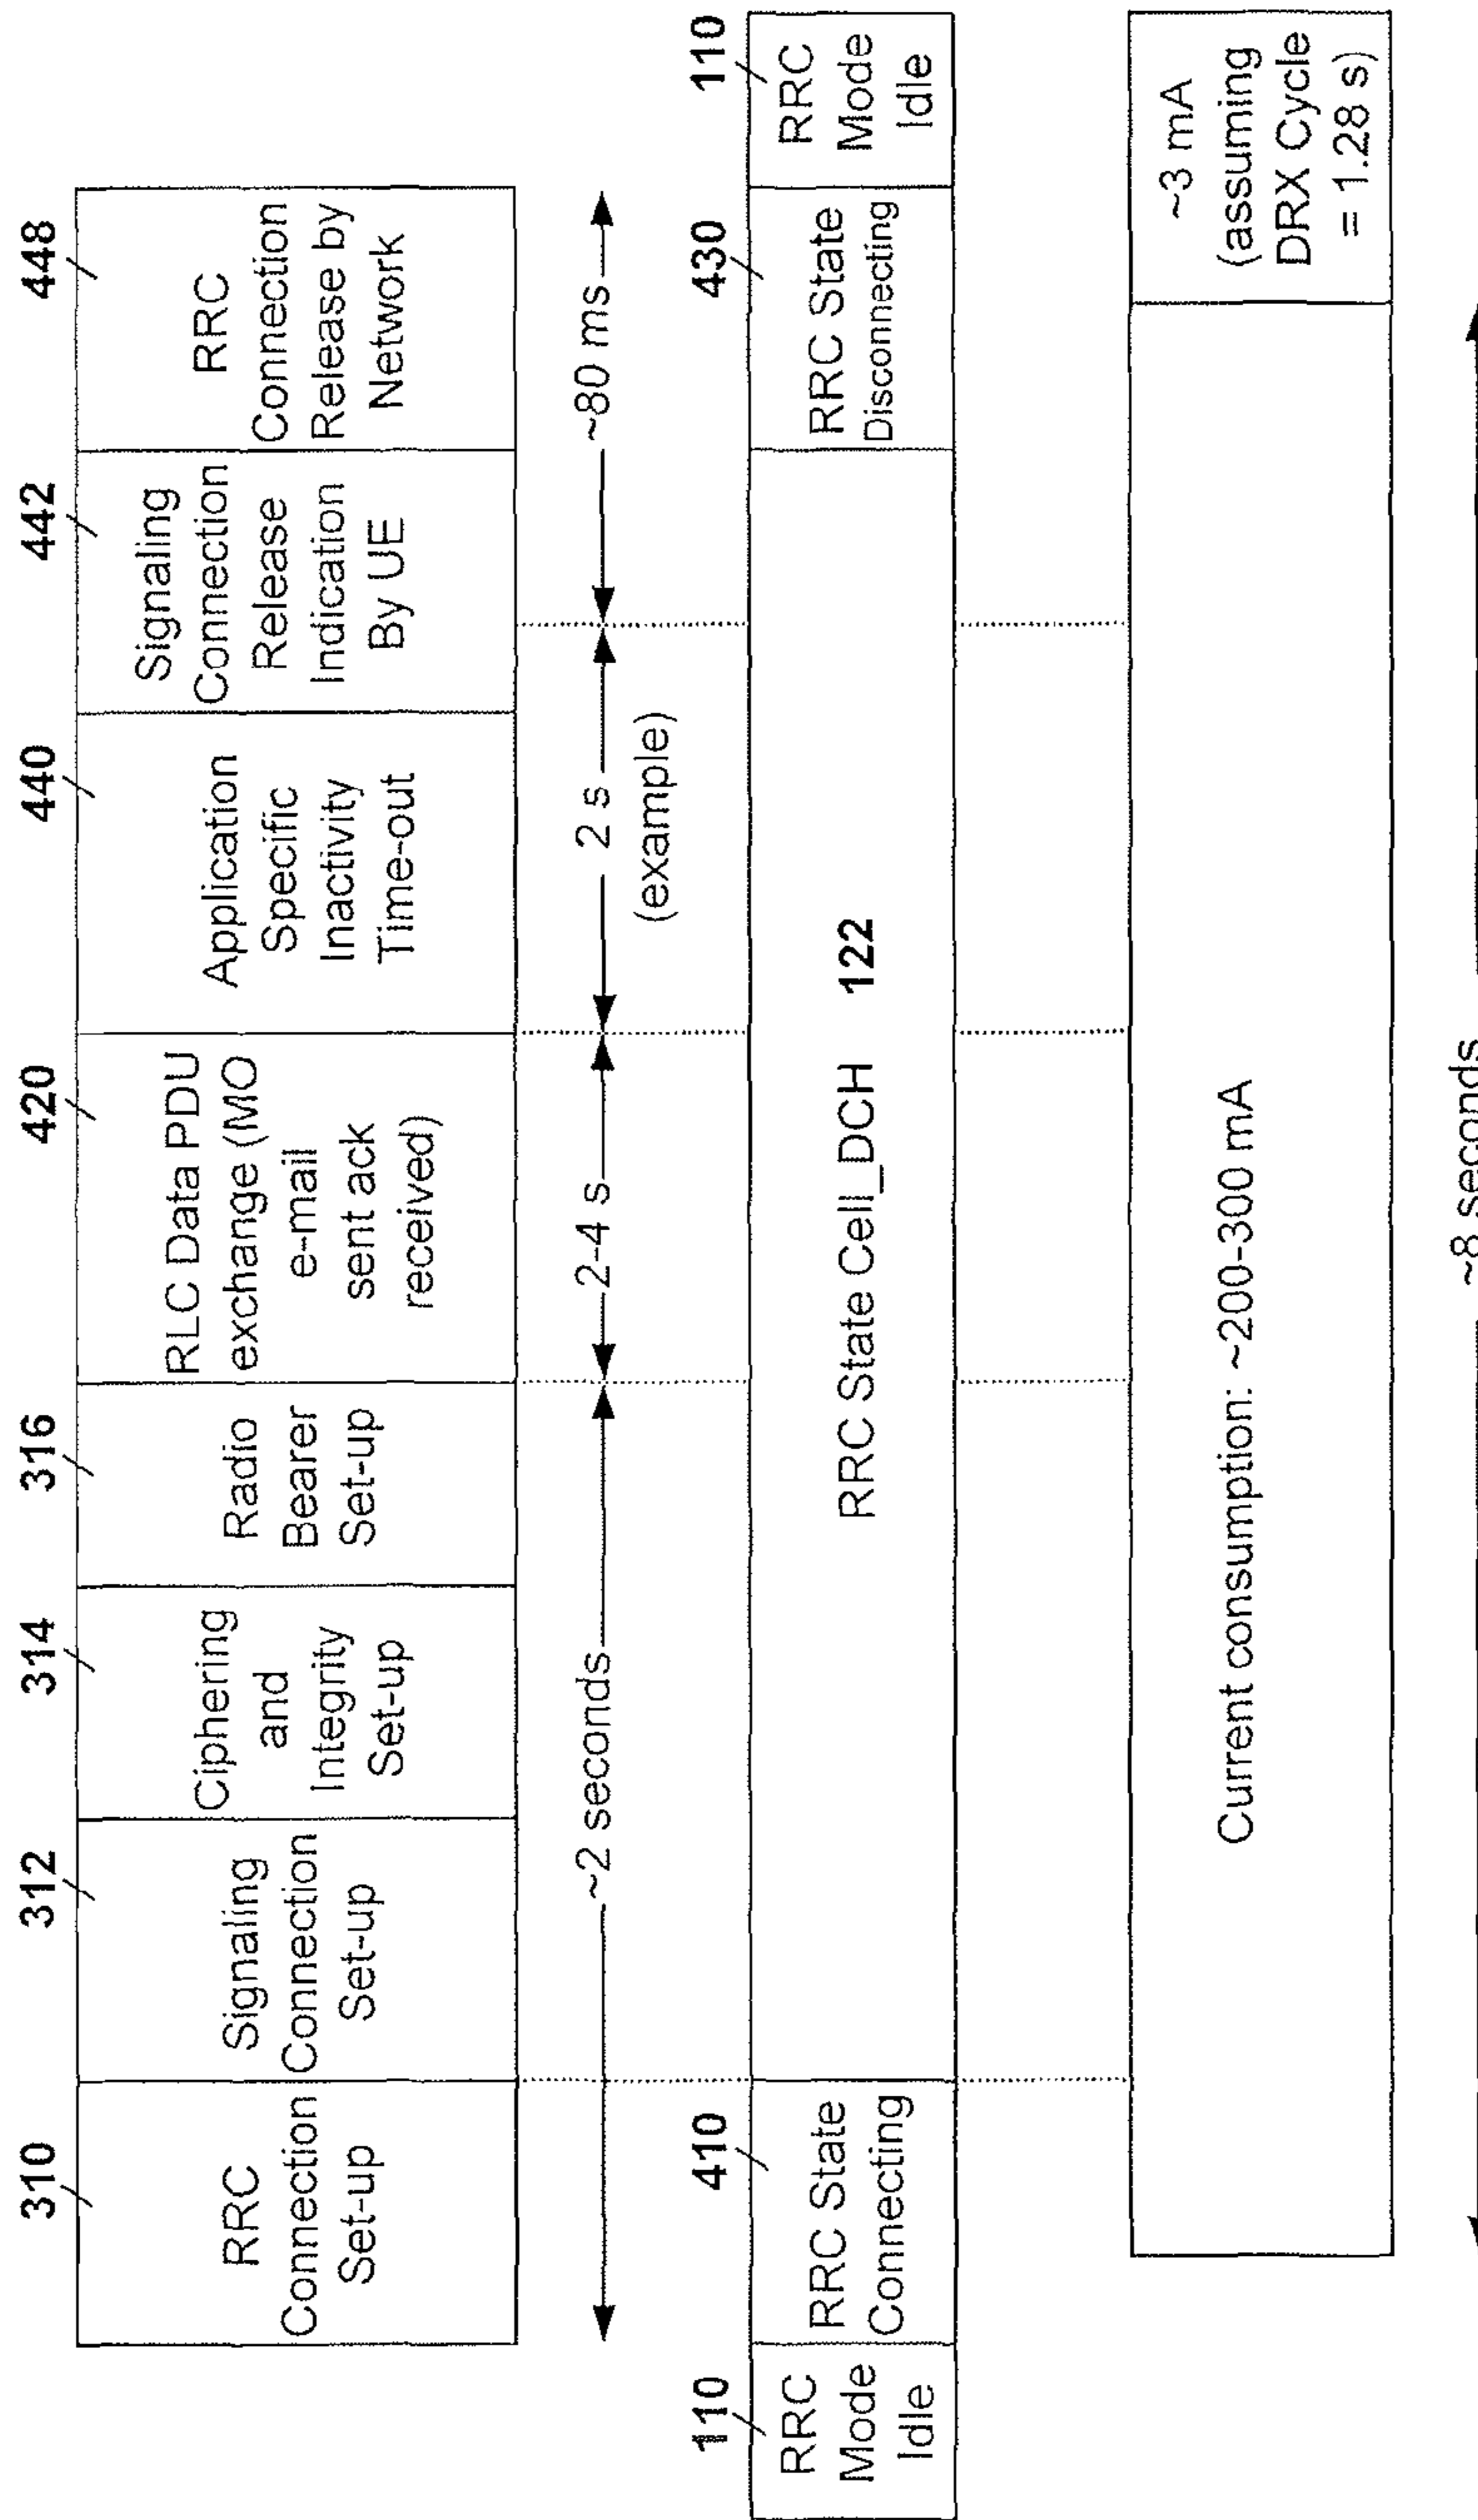 310
312
314
316
420
440
442
448
RRC
Connection
Set-up
Signaling
Connection
Set-up
Ciphering
and
Integrity
Set-up
Radio
Bearer
Set-up
RLC Data PDU
exchange (MO
e-mail
sent ack
received)
Application
Specific
Inactivity
Time-out
Signaling
Connection
Release
Indication
By UE
RRC
Connection
Release by
Network
~2 seconds
2-4 s
2 s
(example)
~80 ms
110
410
430
110
RRC
Mode
Idle
RRC State
Connecting
RRC State Cell_DCH 122
RRC State
Disconnecting
RRC
Mode
Idle
Current consumption: ~200-300 mA
~3 mA
(assuming
DRX Cycle
= 1.28 s)
~8 seconds